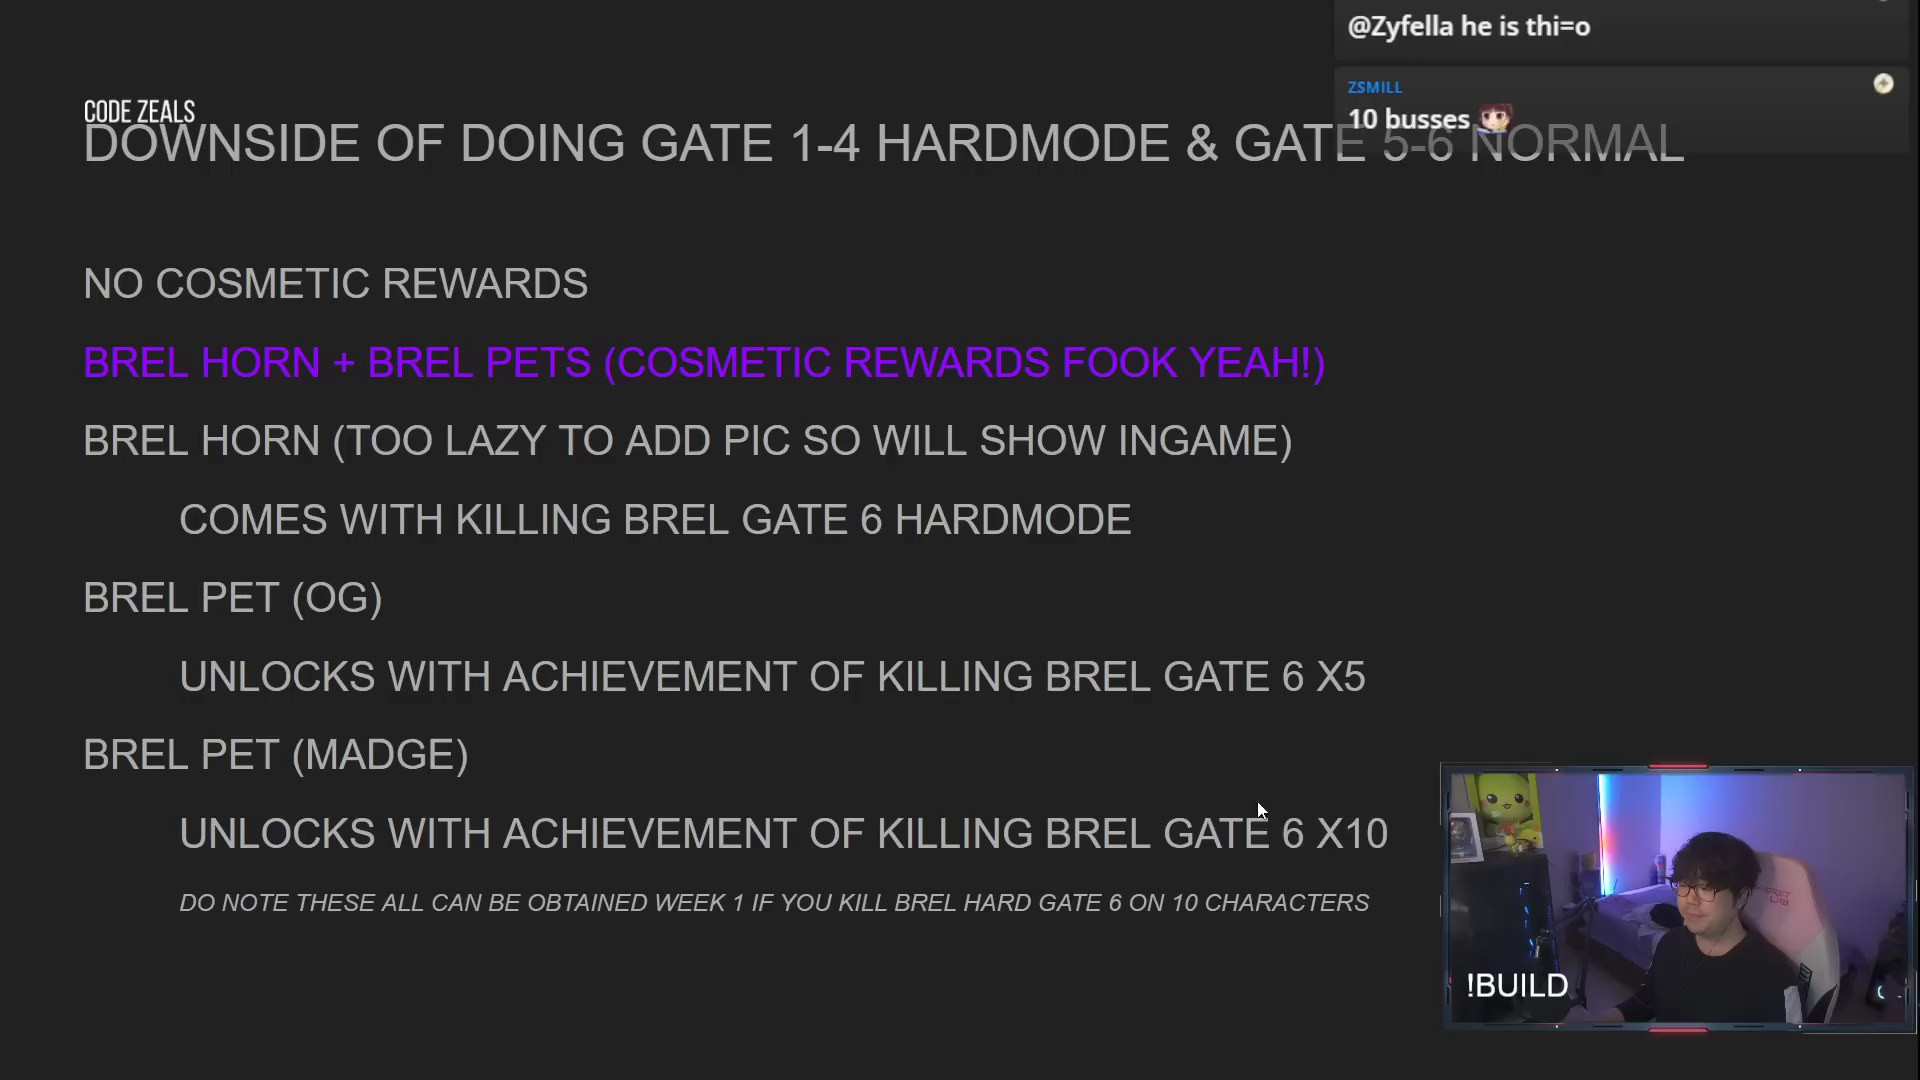 @Zyfella he is thi=o
ZSMILL
10 busses
CODE ZEALS
DOWNSIDE OF DOING GATE 1-4 HARDMODE & GATE 5-6 NORMAL
NO COSMETIC REWARDS
BREL HORN + BREL PETS (COSMETIC REWARDS FOOK YEAH!)
BREL HORN (TOO LAZY TO ADD PIC SO WILL SHOW INGAME)
COMES WITH KILLING BREL GATE 6 HARDMODE
BREL PET (OG)
UNLOCKS WITH ACHIEVEMENT OF KILLING BREL GATE 6 X5
BREL PET (MADGE)
UNLOCKS WITH ACHIEVEMENT OF KILLING BREL GATE 6 X10
DO NOTE THESE ALL CAN BE OBTAINED WEEK 1 IF YOU KILL BREL HARD GATE 6 ON 10 CHARACTERS
!BUILD